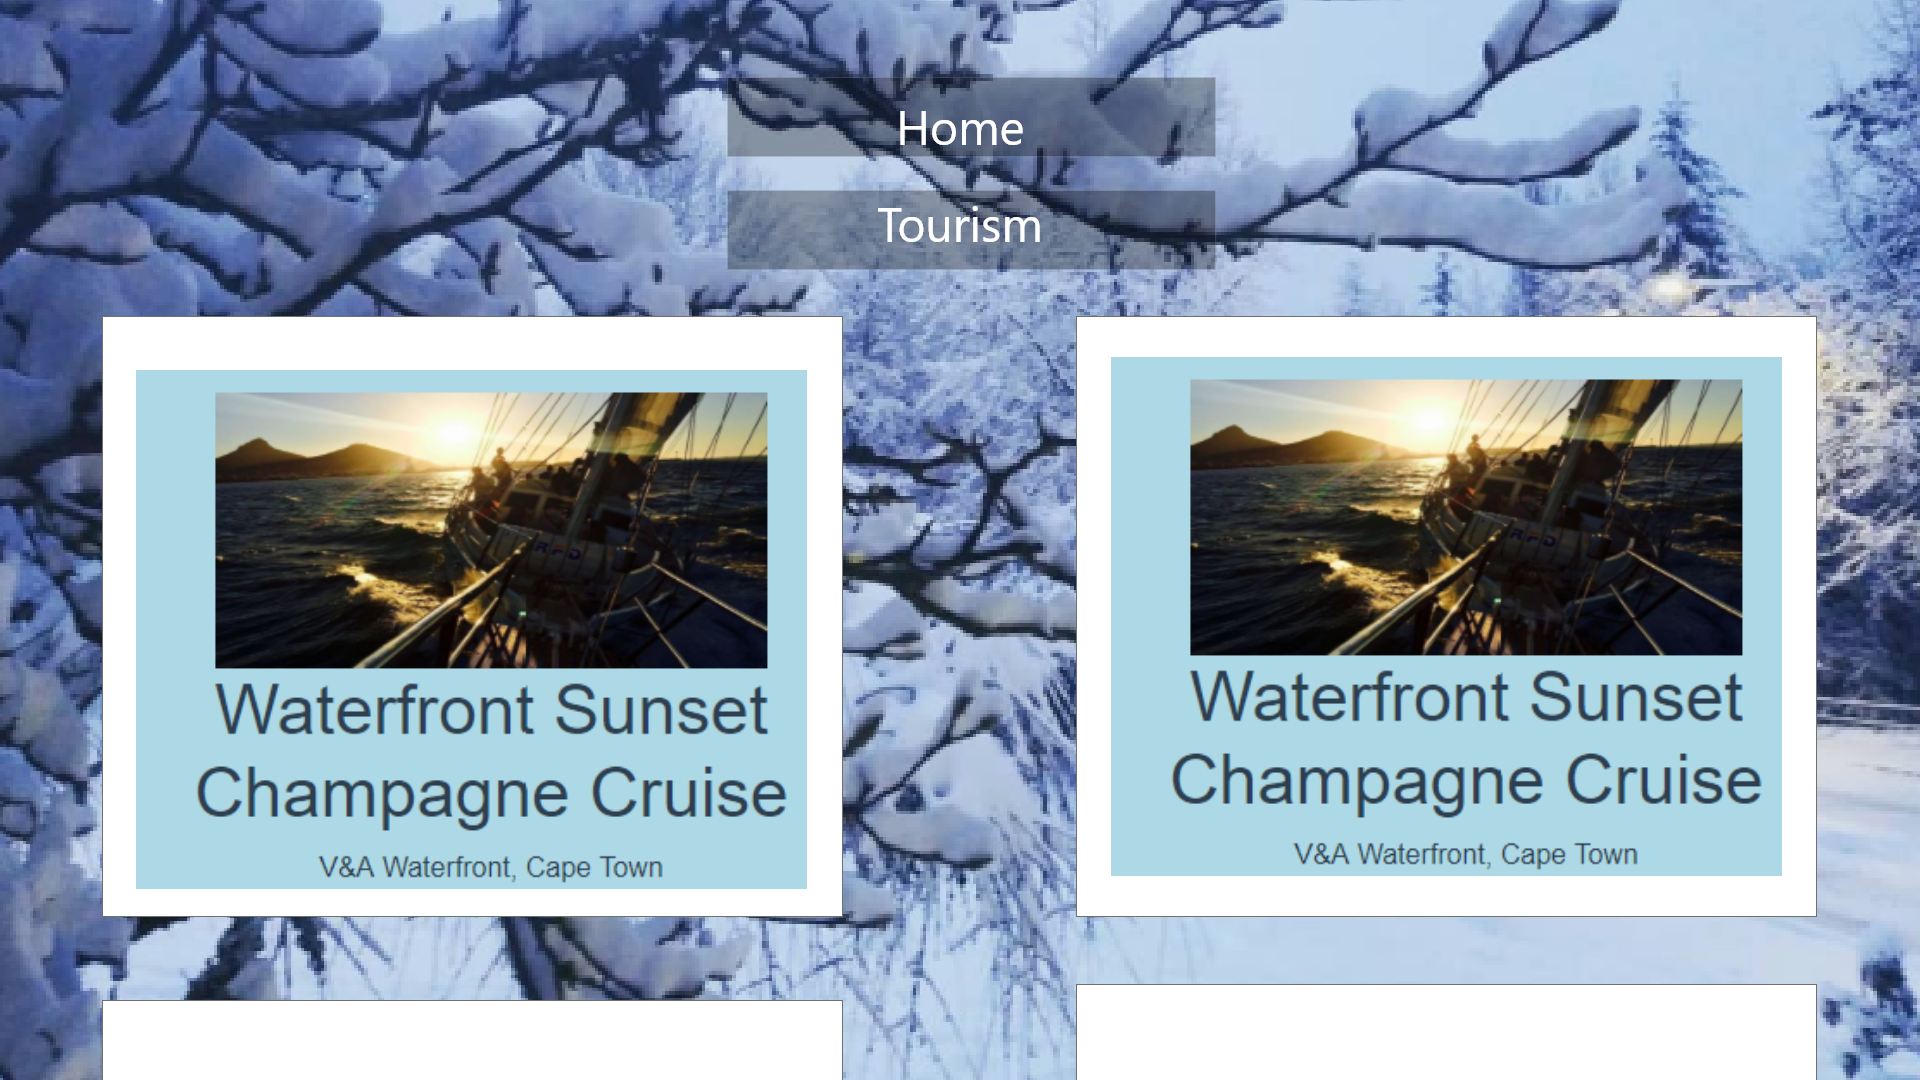 Home
Tourism
Waterfront Sunset
Champagne Cruise
V&A Waterfront, Cape Town
Waterfront Sunset
Champagne Cruise
V&A Waterfront, Cape Town